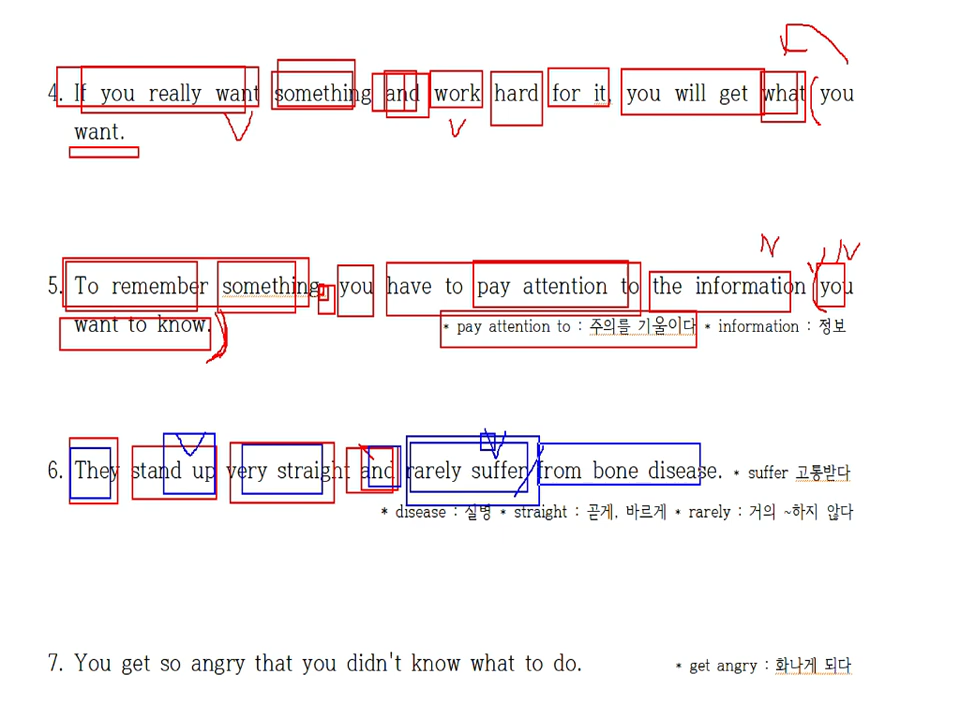 4. If you really want something and work hard for it, you will get what you
want.
5. To remember something, you have to pay attention to the information you
want to know.
* pay attention to : 주의를 기울이다 * information : 정보
6. They stand up very straight and rarely suffer from bone disease. * suffer 고통받다
* disease : 실병 * straight : 곧게, 바르게 * rarely : 거의 ~하지 않다
7. You get so angry that you didn't know what to do. * get angry : 화나게 되다